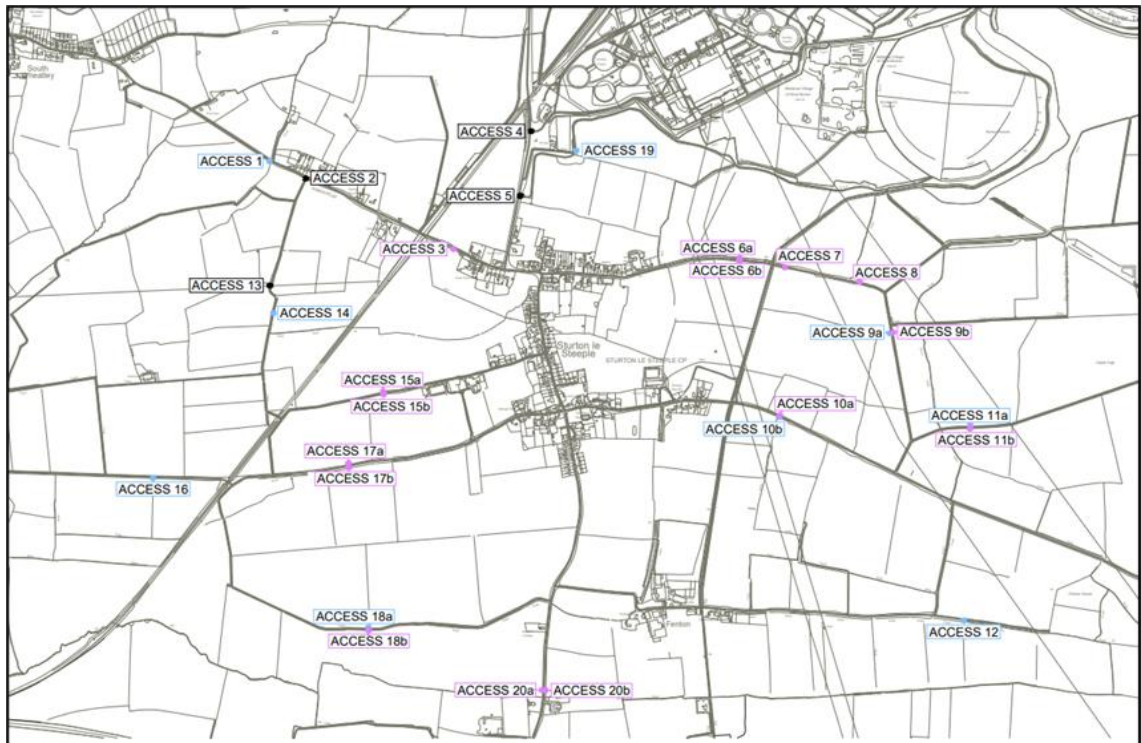 South
Wheatley
ACCESS 4
ACCESS 1
ACCESS 19
ACCESS 2
ACCESS 5
ACCESS 3
ACCESS 6a
ACCESS 6b
ACCESS 7
ACCESS 8
ACCESS 13
ACCESS 14
ACCESS 9a
ACCESS 9b
Sturton le
Steeple
STURTON LE STEEPLE CP
ACCESS 15a
ACCESS 15b
ACCESS 10a
ACCESS 10b
ACCESS 11a
ACCESS 11b
ACCESS 17a
ACCESS 17b
ACCESS 16
ACCESS 18a
ACCESS 18b
Fenton
ACCESS 12
ACCESS 20a
ACCESS 20b